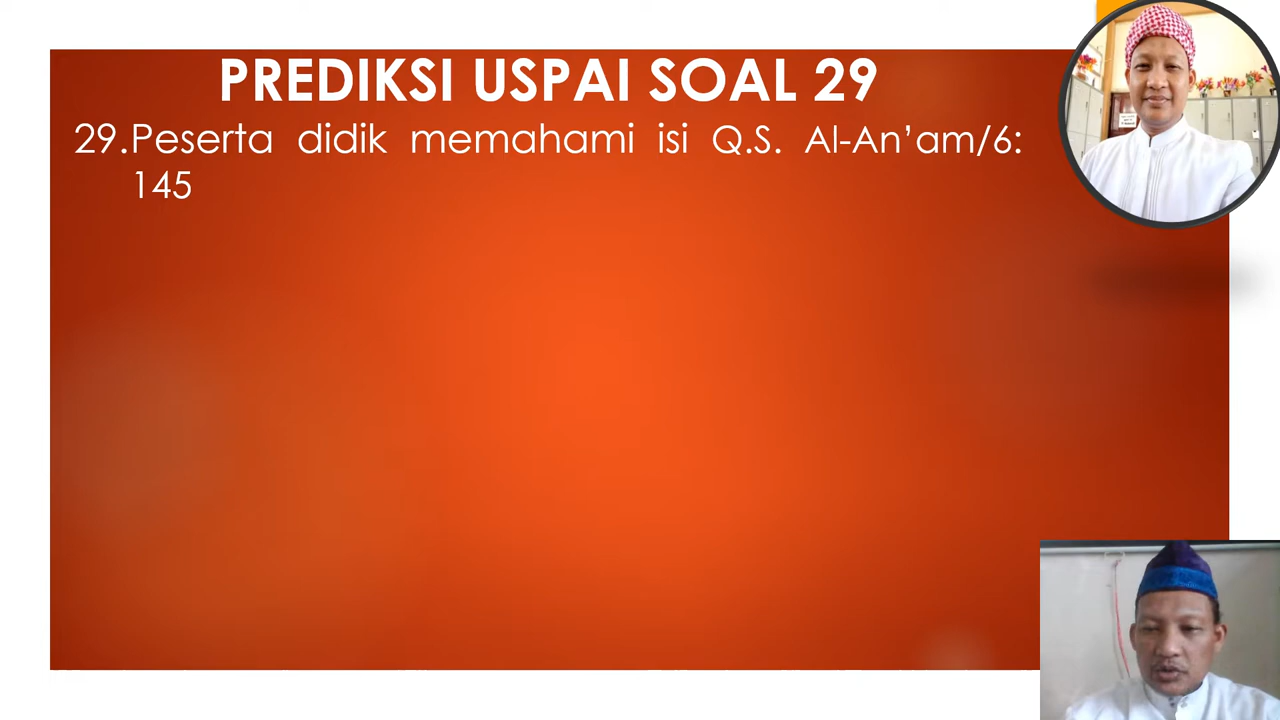 PREDIKSI USPAI SOAL 29
29.Peserta didik memahami isi Q.S. Al-An’am/6:
145